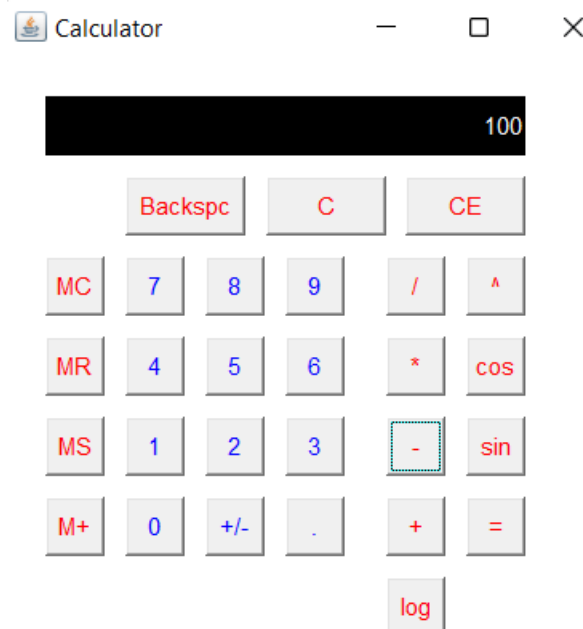 Calculator
100
Backspc C CE
MC 7 8 9 / ^
MR 4 5 6 * cos
MS 1 2 3 - sin
M+ 0 +/- . + =
log